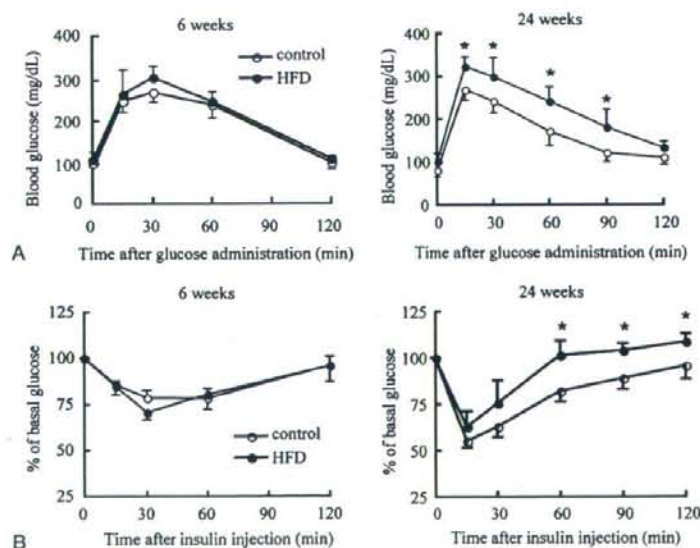 6 weeks
control
HFD
Blood glucose (mg/dL)
400
300
200
100
0
0 30 60 90 120
Time after glucose administration (min)
A
24 weeks
* * * *
Blood glucose (mg/dL)
400
300
200
100
0
0 30 60 90 120
Time after glucose administration (min)
6 weeks
% of basal glucose
125
100
75
50
25
control
HFD
0 30 60 90 120
Time after insulin injection (min)
B
24 weeks
* * *
% of basal glucose
125
100
75
50
25
0 30 60 90 120
Time after insulin injection (min)